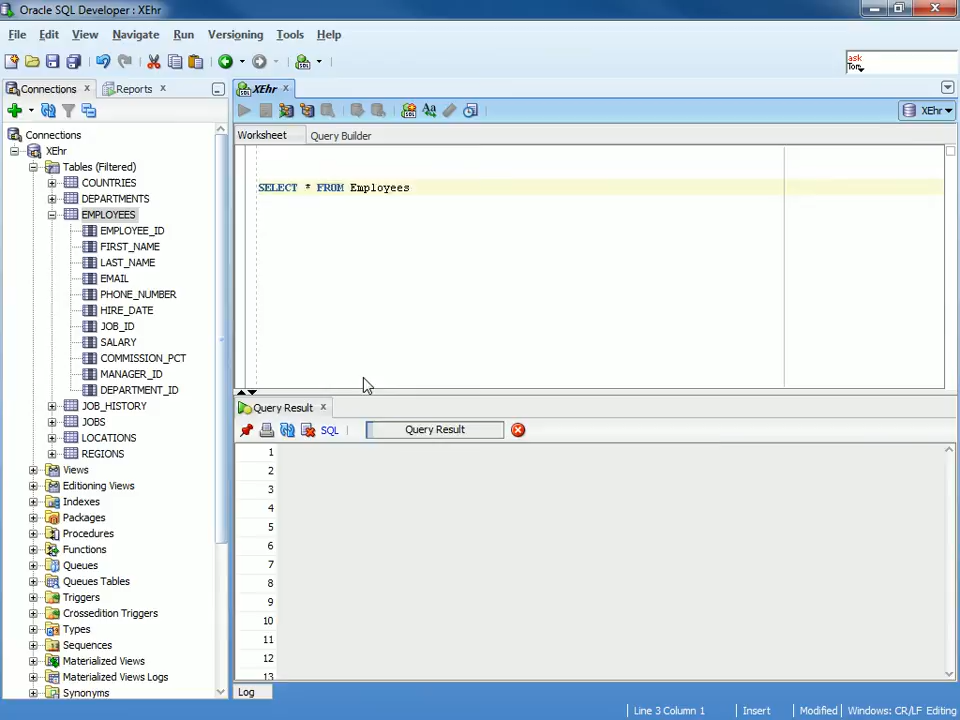 Oracle SQL Developer : XEhr
File Edit View Navigate Run Versioning Tools Help
ask
Tom
Connections
Reports
XEhr
XEhr
Worksheet
Query Builder
Connections
XEhr
Tables (Filtered)
COUNTRIES
DEPARTMENTS
EMPLOYEES
EMPLOYEE_ID
FIRST_NAME
LAST_NAME
EMAIL
PHONE_NUMBER
HIRE_DATE
JOB_ID
SALARY
COMMISSION_PCT
MANAGER_ID
DEPARTMENT_ID
JOB_HISTORY
JOBS
LOCATIONS
REGIONS
Views
Editioning Views
Indexes
Packages
Procedures
Functions
Queues
Queues Tables
Triggers
Crossedition Triggers
Types
Sequences
Materialized Views
Materialized Views Logs
Synonyms
SELECT * FROM Employees
Query Result
SQL
Query Result
1
2
3
4
5
6
7
8
9
10
11
12
13
Log
Line 3 Column 1
Insert
Modified
Windows: CR/LF Editing